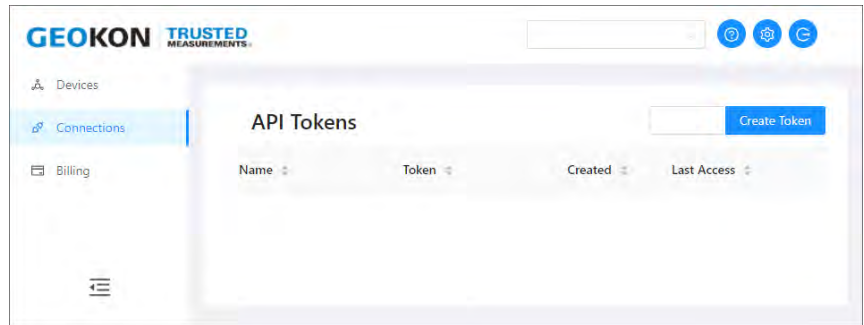 GEOKON TRUSTED
MEASUREMENTS®
Devices
Connections
Billing
API Tokens
Create Token
Name Token Created Last Access